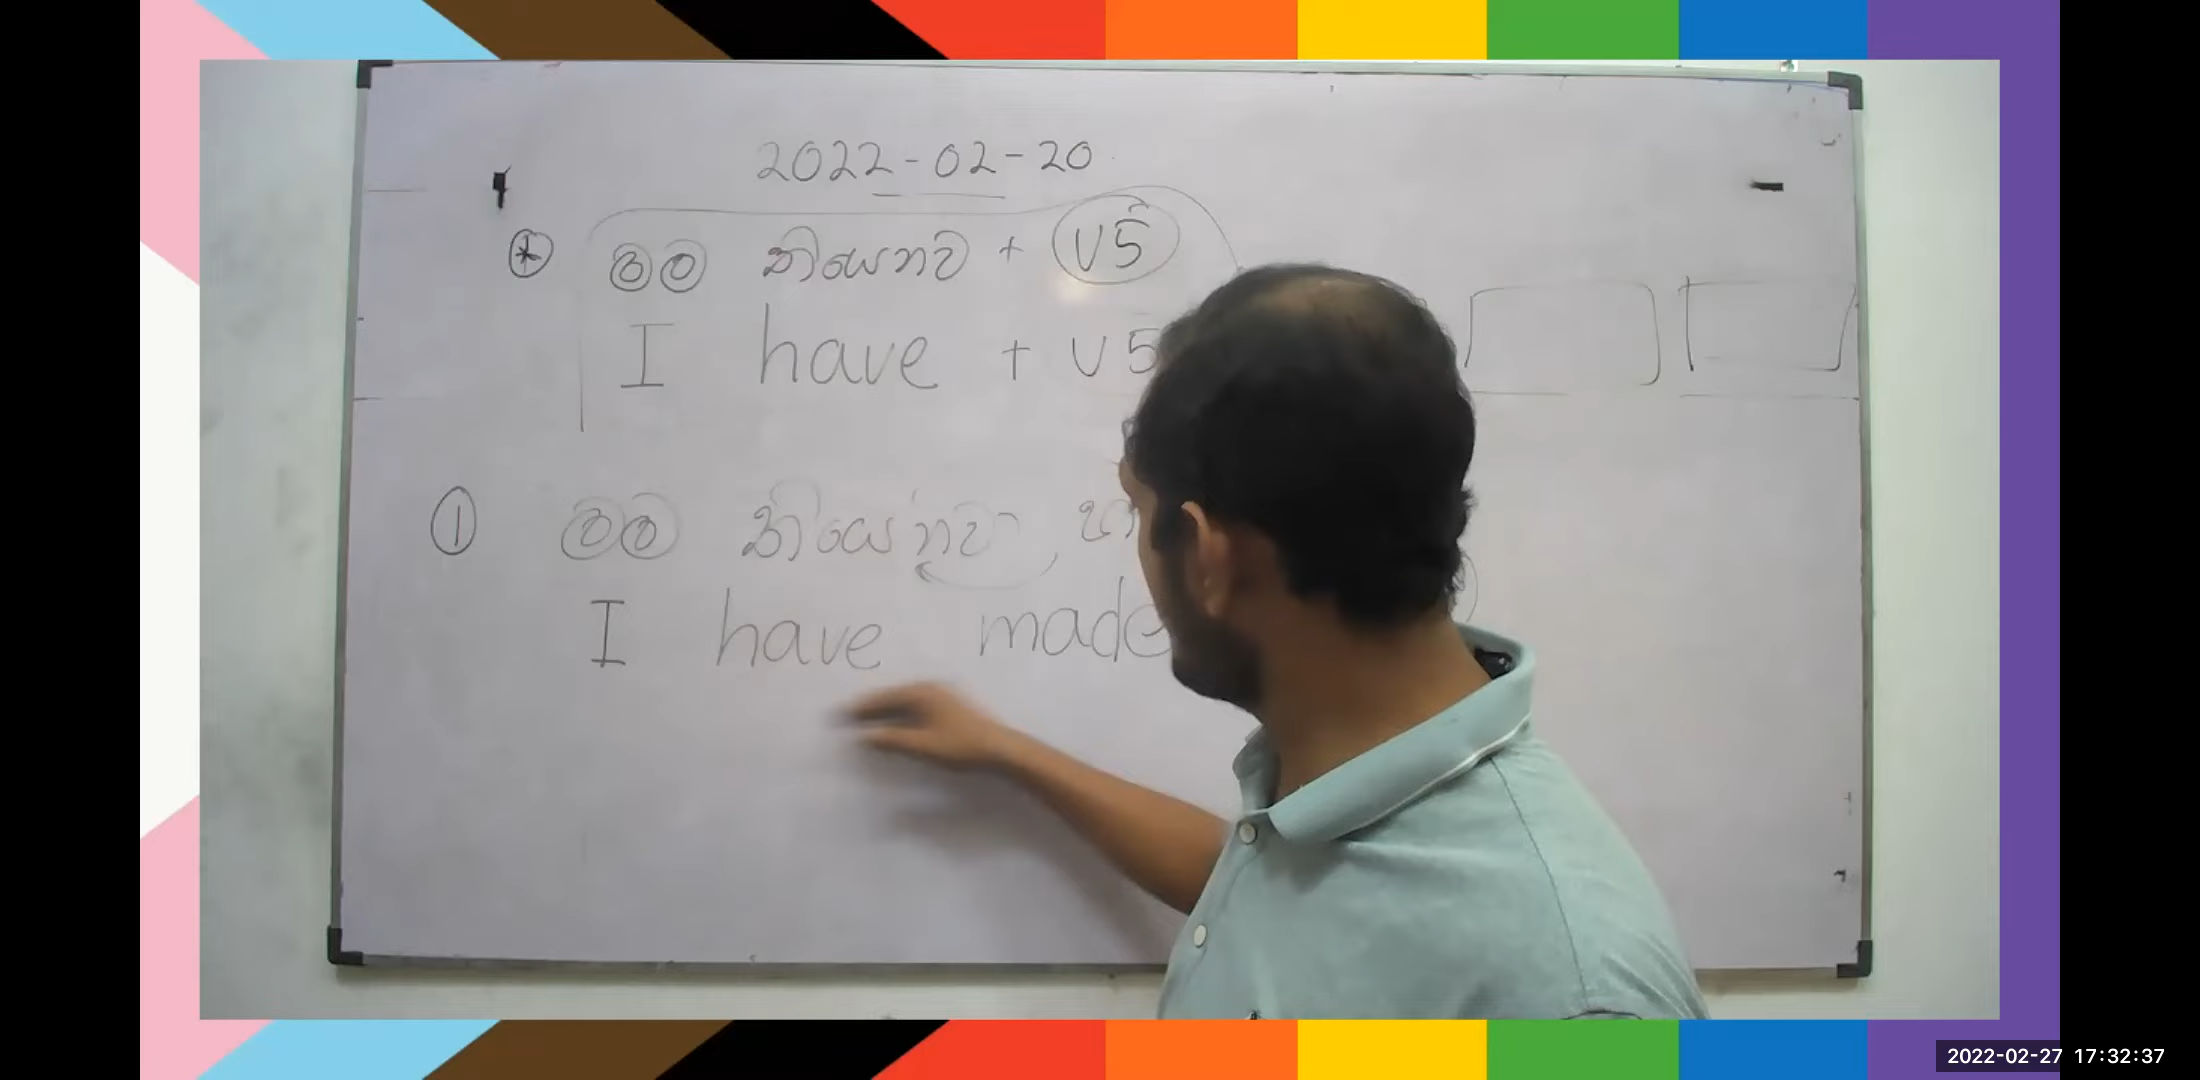 2022-02-20
* මම තියෙනවා + V5
I have + V5
1 මම තියෙනවා
I have made
2022-02-27 17:32:37